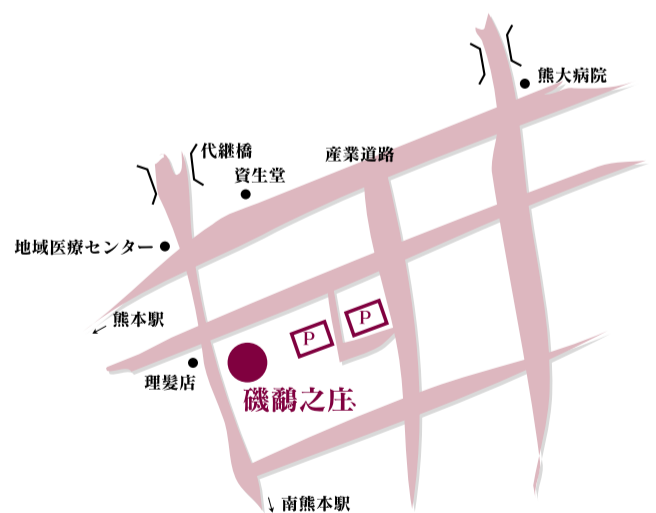 熊大病院
代継橋
産業道路
資生堂
地域医療センター
熊本駅
P
P
理髪店
磯鷸之庄
南熊本駅